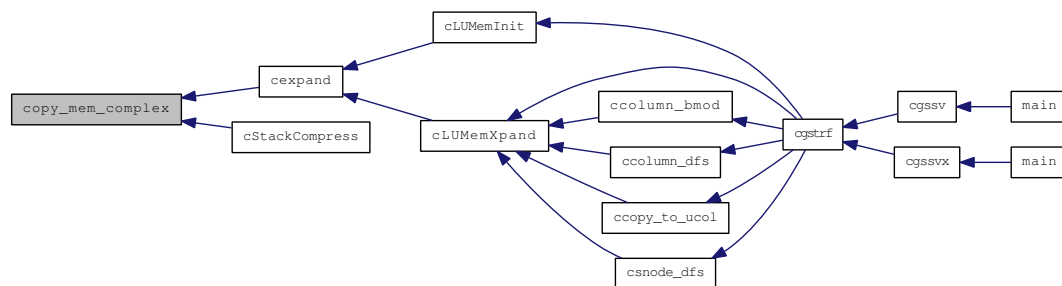 copy_mem_complex
cexpand
cStackCompress
cLUMemInit
cLUMemXpand
ccolumn_bmod
ccolumn_dfs
ccopy_to_ucol
csnode_dfs
cgstrf
cgssv
cgssvx
main
main